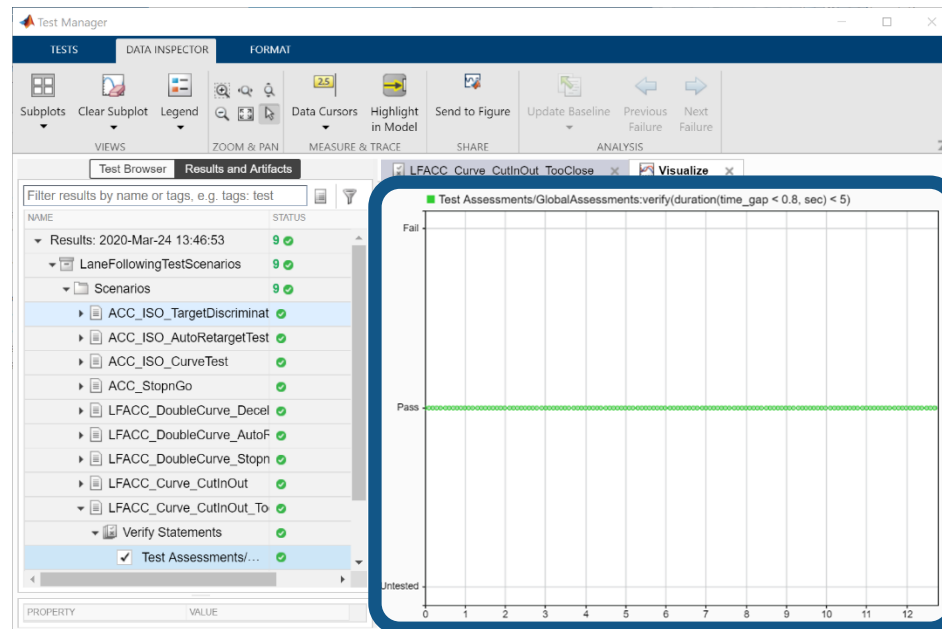 Test Manager
TESTS DATA INSPECTOR FORMAT
2.5
Subplots Clear Subplot Legend Data Cursors Highlight in Model Send to Figure Update Baseline Previous Failure Next Failure
VIEWS ZOOM & PAN MEASURE & TRACE SHARE ANALYSIS
Test Browser Results and Artifacts LFACC_Curve_CutInOut_TooClose Visualize
Filter results by name or tags, e.g. tags: test
NAME STATUS
Results: 2020-Mar-24 13:46:53 9
LaneFollowingTestScenarios 9
Scenarios 9
ACC_ISO_TargetDiscriminat
ACC_ISO_AutoRetargetTest
ACC_ISO_CurveTest
ACC_StopnGo
LFACC_DoubleCurve_Decel
LFACC_DoubleCurve_AutoR
LFACC_DoubleCurve_Stopn
LFACC_Curve_CutInOut
LFACC_Curve_CutInOut_To
Verify Statements
Test Assessments/...
PROPERTY VALUE
Test Assessments/GlobalAssessments:verify(duration(time_gap < 0.8, sec) < 5)
Fail
Pass
Untested
0 1 2 3 4 5 6 7 8 9 10 11 12